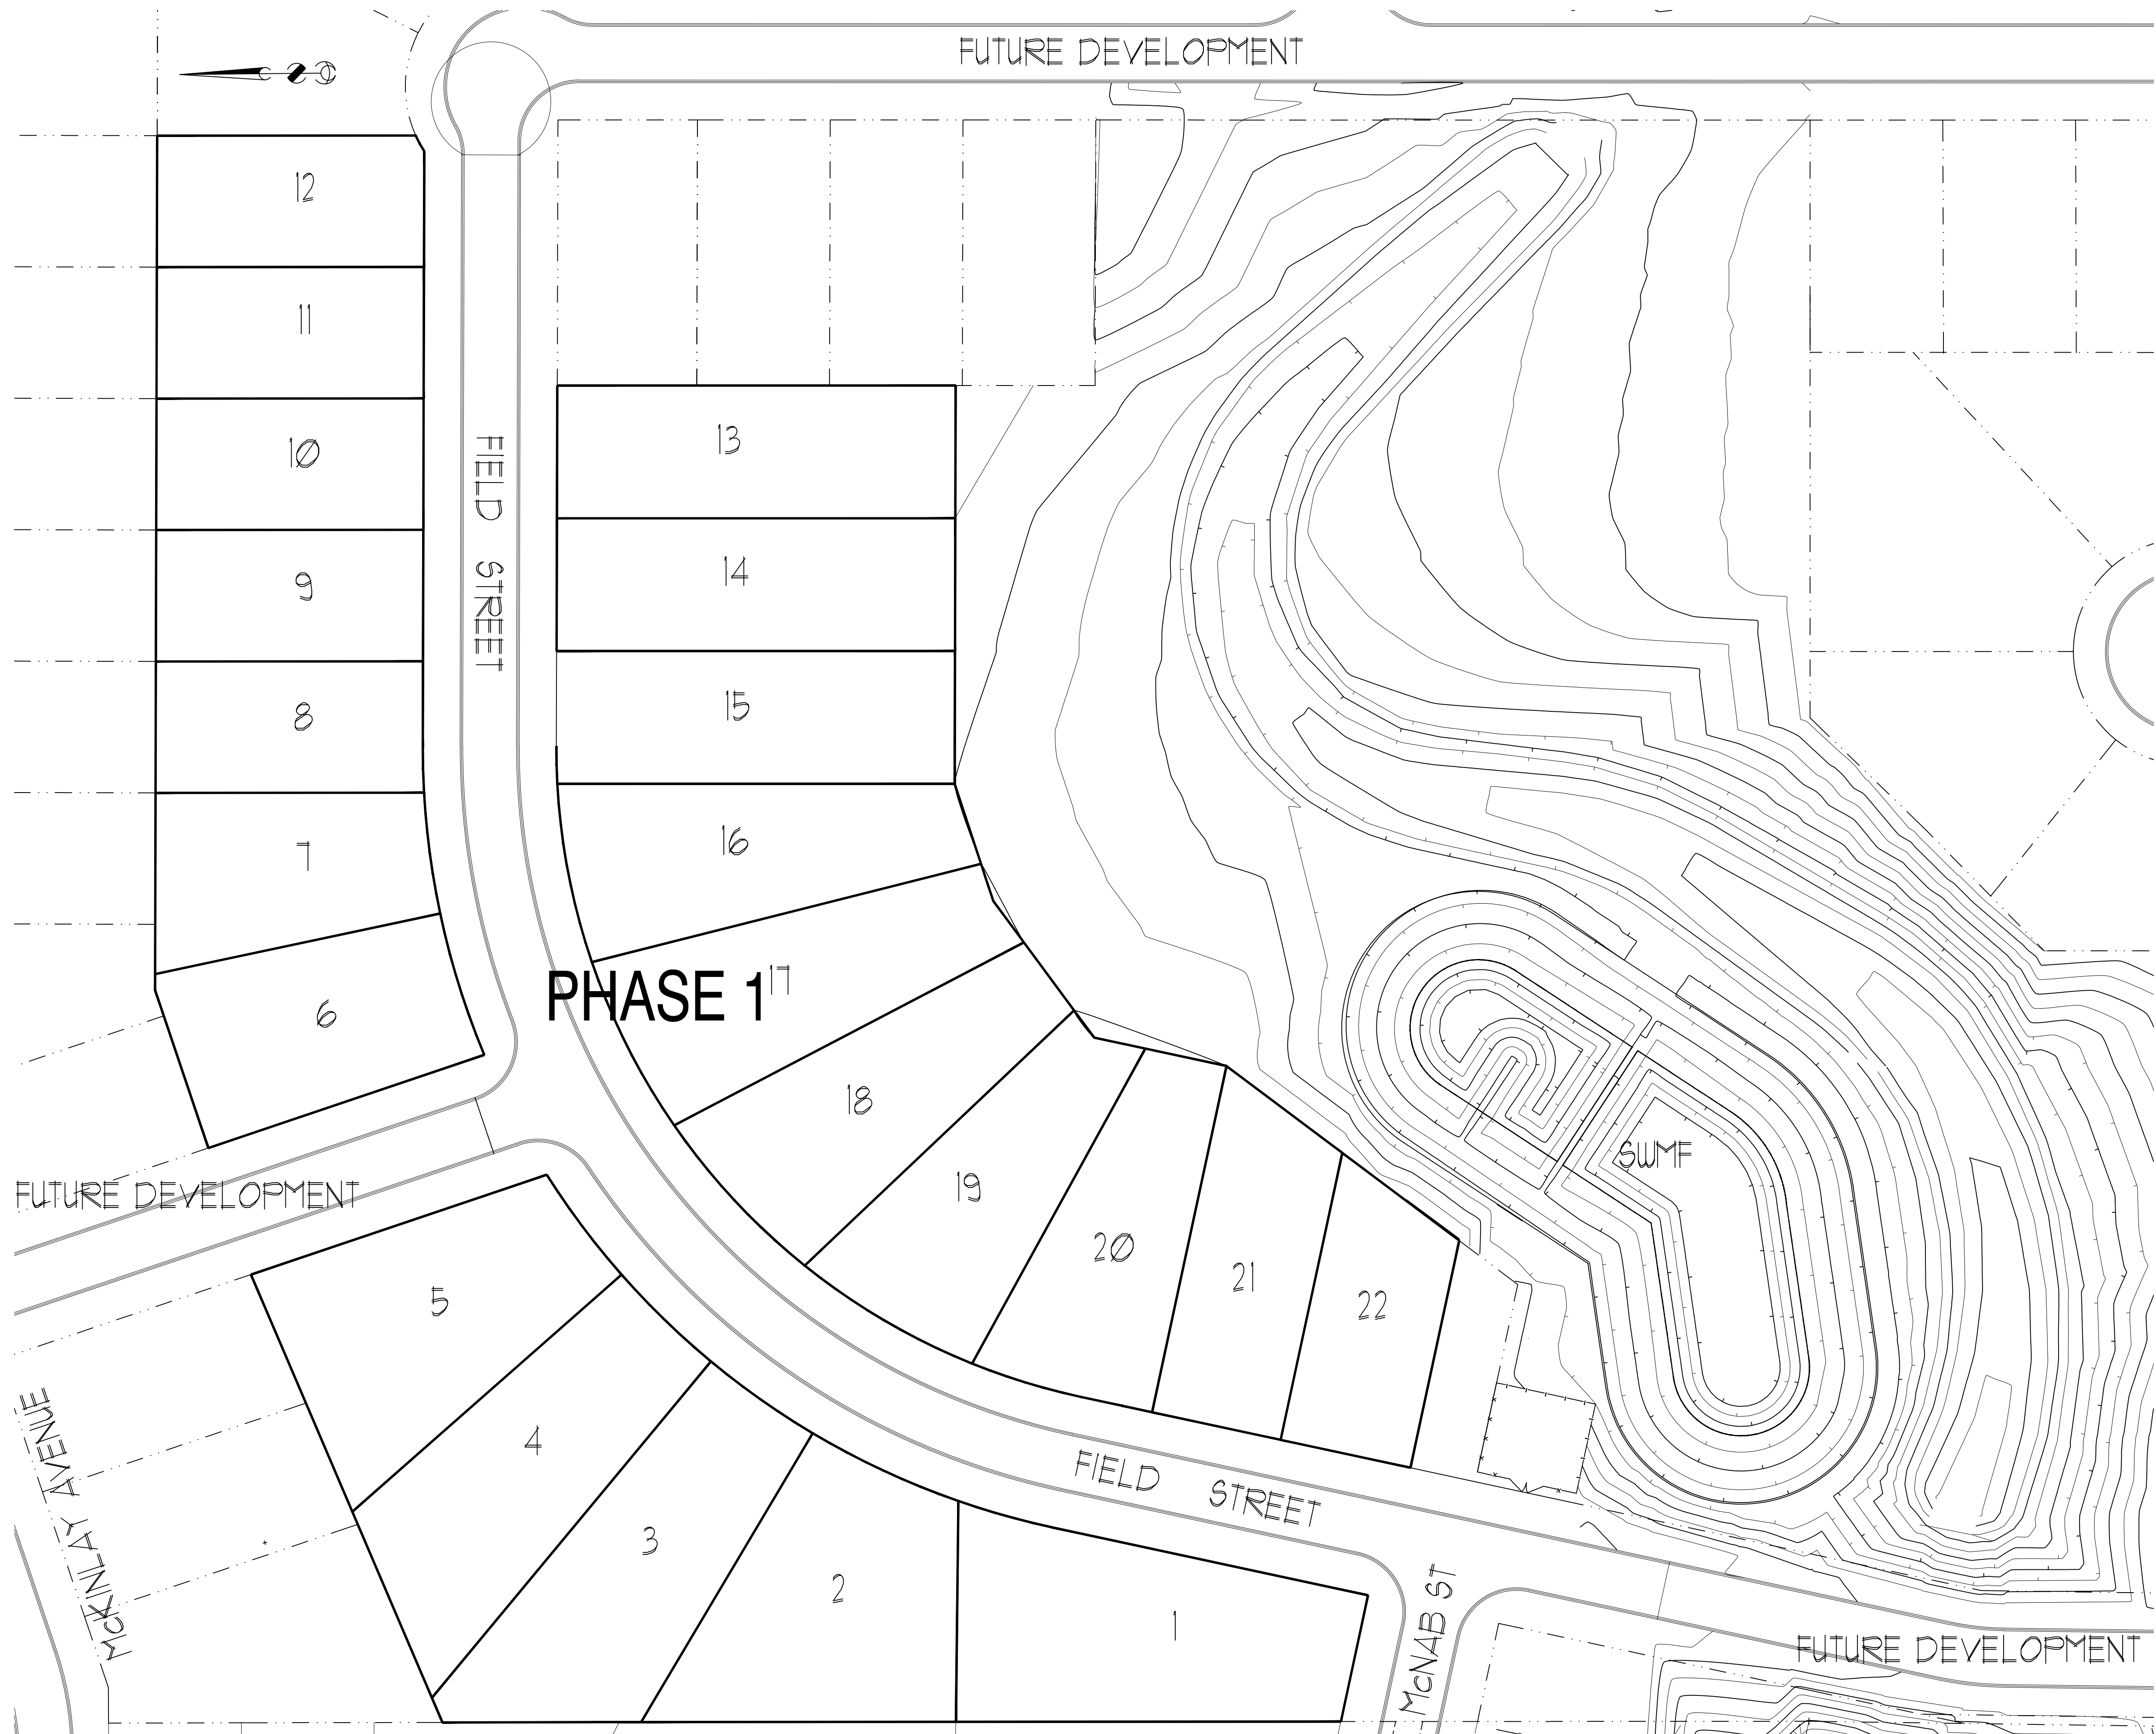 FUTURE DEVELOPMENT
12
11
10
9
8
7
6
FIELD STREET
13
14
15
16
PHASE 1
17
18
19
20
21
22
SWMF
FUTURE DEVELOPMENT
5
4
3
2
1
MCKINLAY AVENUE
FIELD STREET
McNAB ST
FUTURE DEVELOPMENT